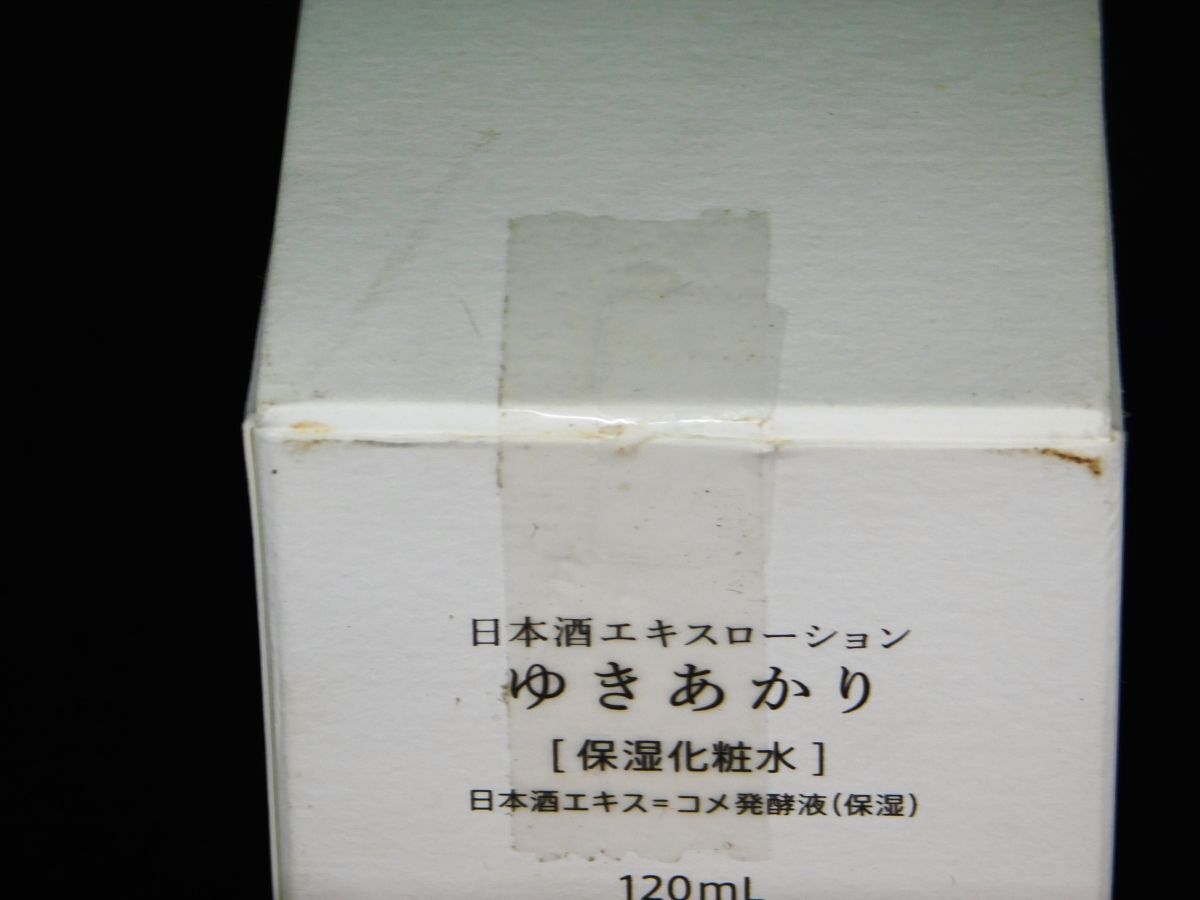 日本酒エキスローション
ゆきあかり
[ 保湿化粧水 ]
日本酒エキス=コメ発酵液(保湿)
120mL